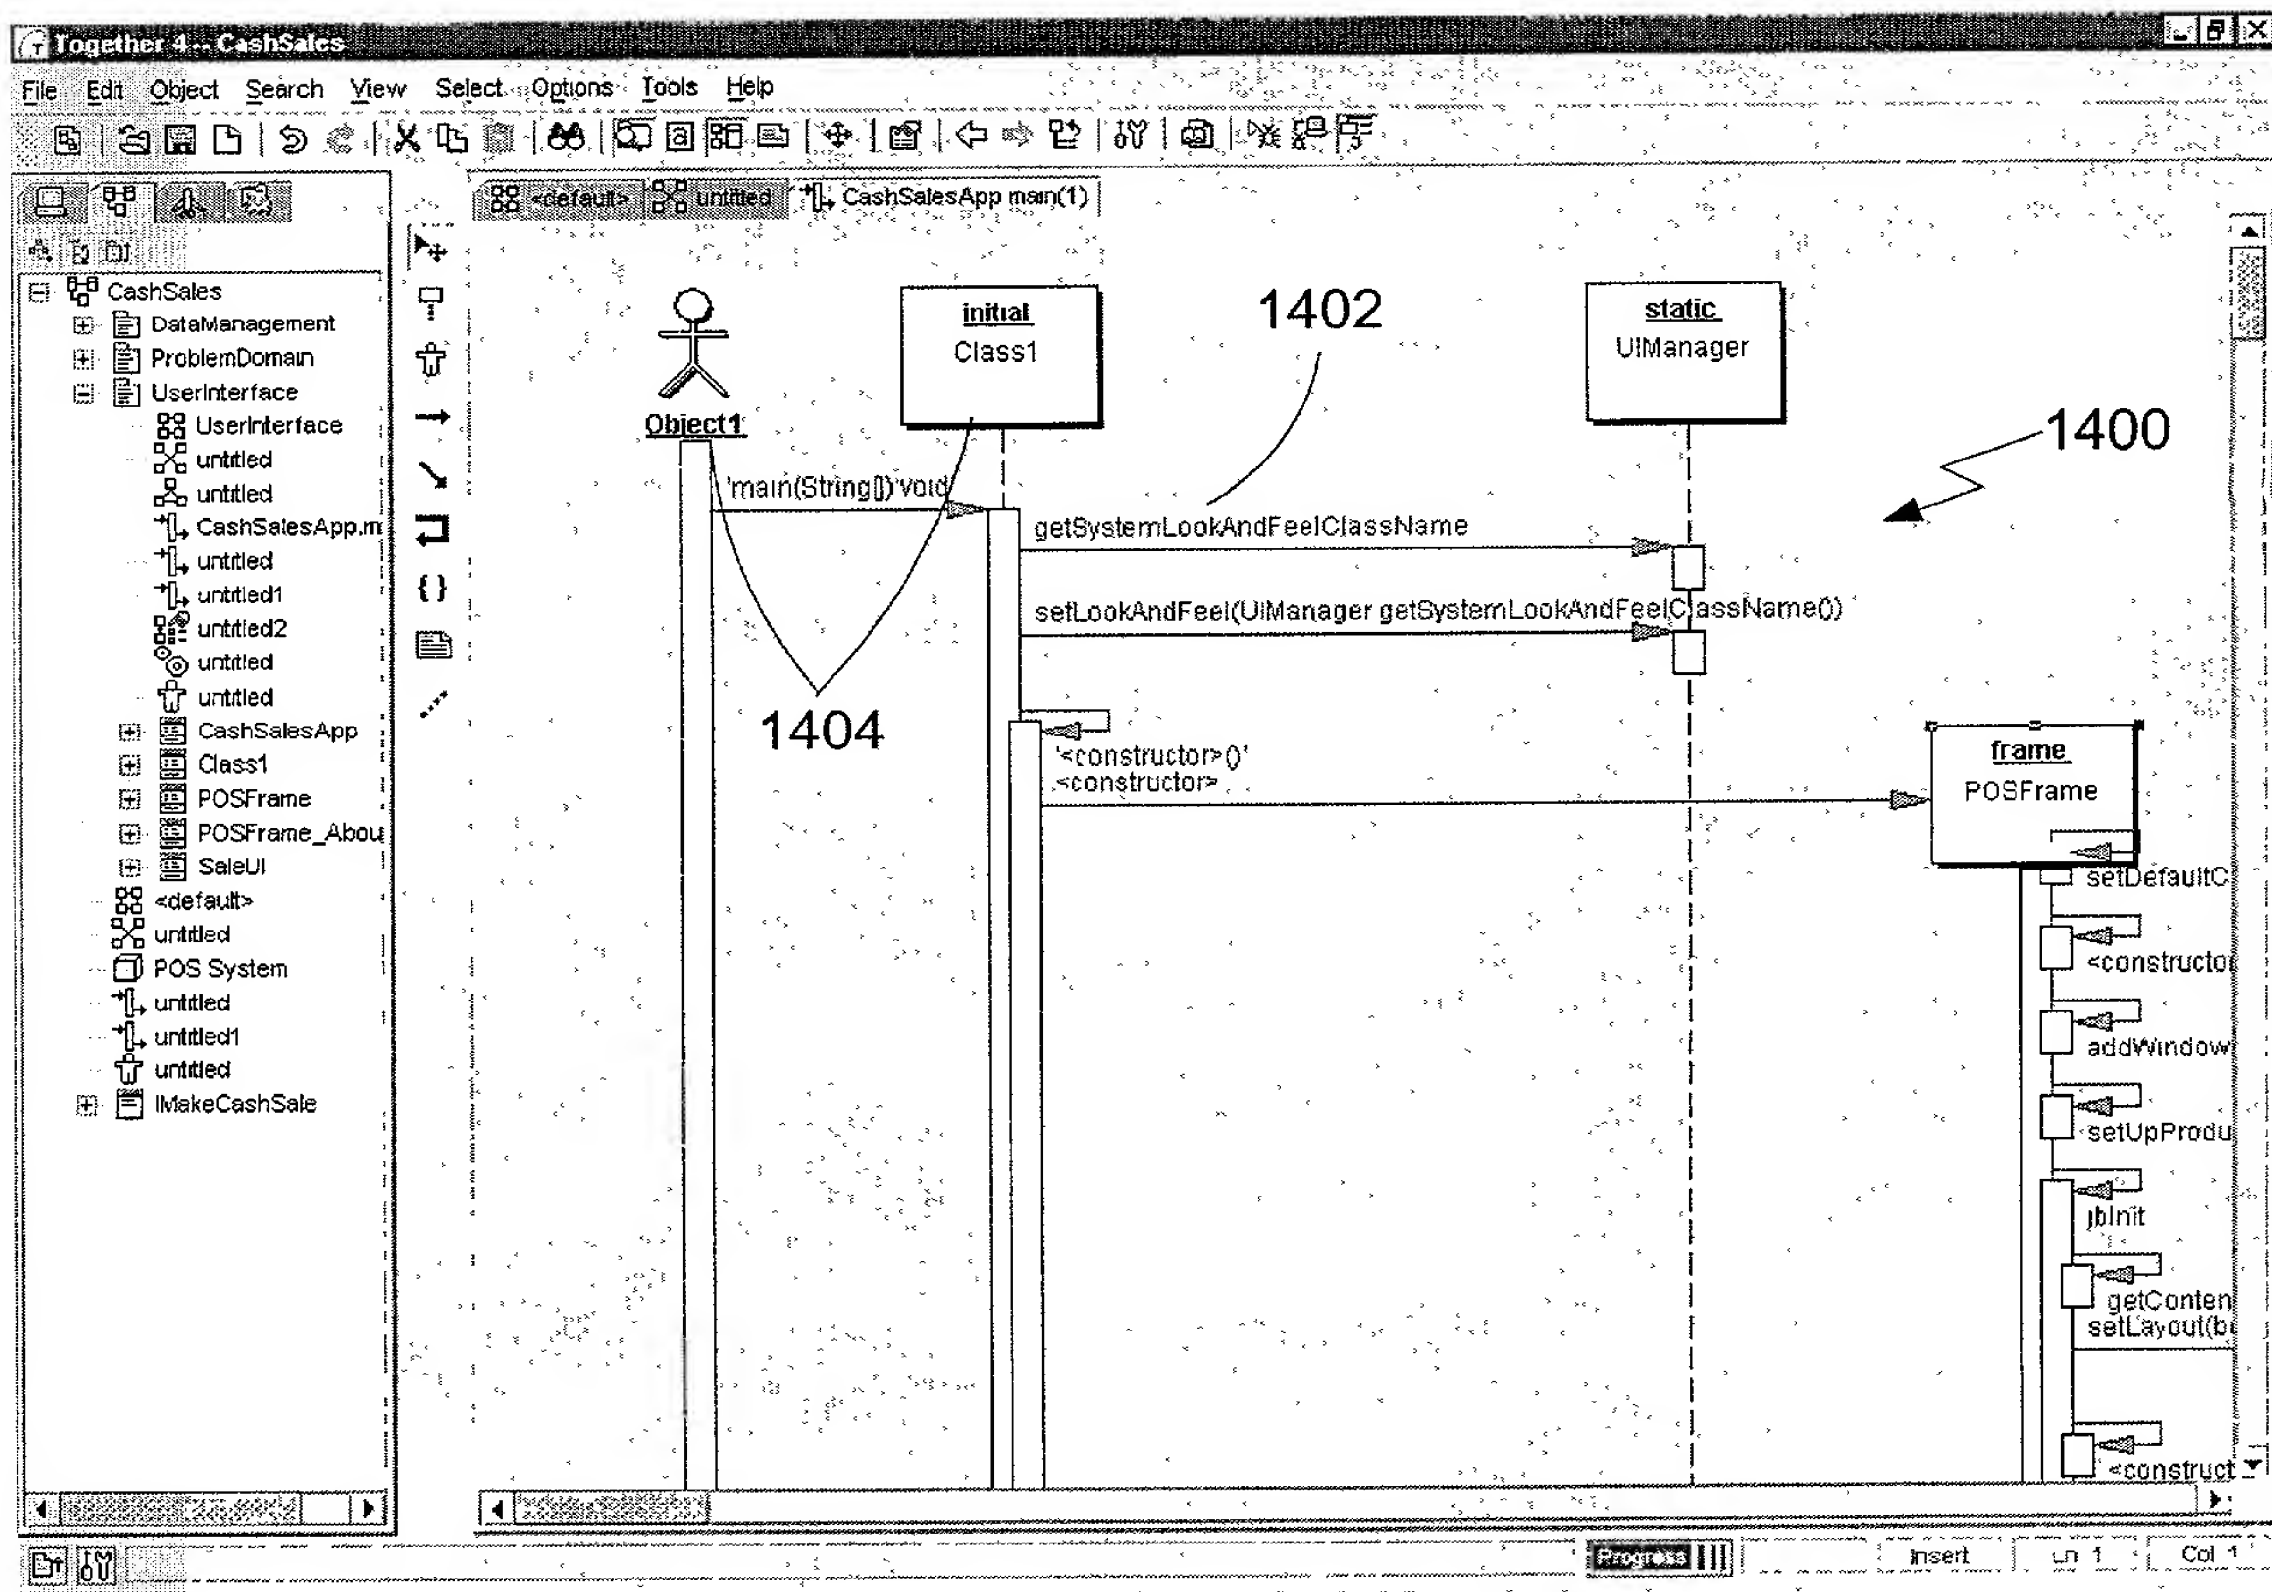 Together 4 -- CashSales
File Edit Object Search View Select Options Tools Help
<default> untitled CashSalesApp main(1)
CashSales
DataManagement
ProblemDomain
UserInterface
UserInterface
untitled
untitled
CashSalesApp.m
untitled
untitled1
untitled2
untitled
untitled
CashSalesApp
Class1
POSFrame
POSFrame_Abou
SaleUI
<default>
untitled
POS System
untitled
untitled1
untitled
IMakeCashSale
Object1
initial
Class1
1402
static
UIManager
1400
'main(String[])'void
getSystemLookAndFeelClassName
setLookAndFeel(UIManager getSystemLookAndFeelClassName())
1404
'<constructor>()'
<constructor>
frame
POSFrame
setDefaultC
<constructor
addWindow
setUpProdu
jbInit
getConten
setLayout(b
<construct
Progress Insert Ln 1 Col 1